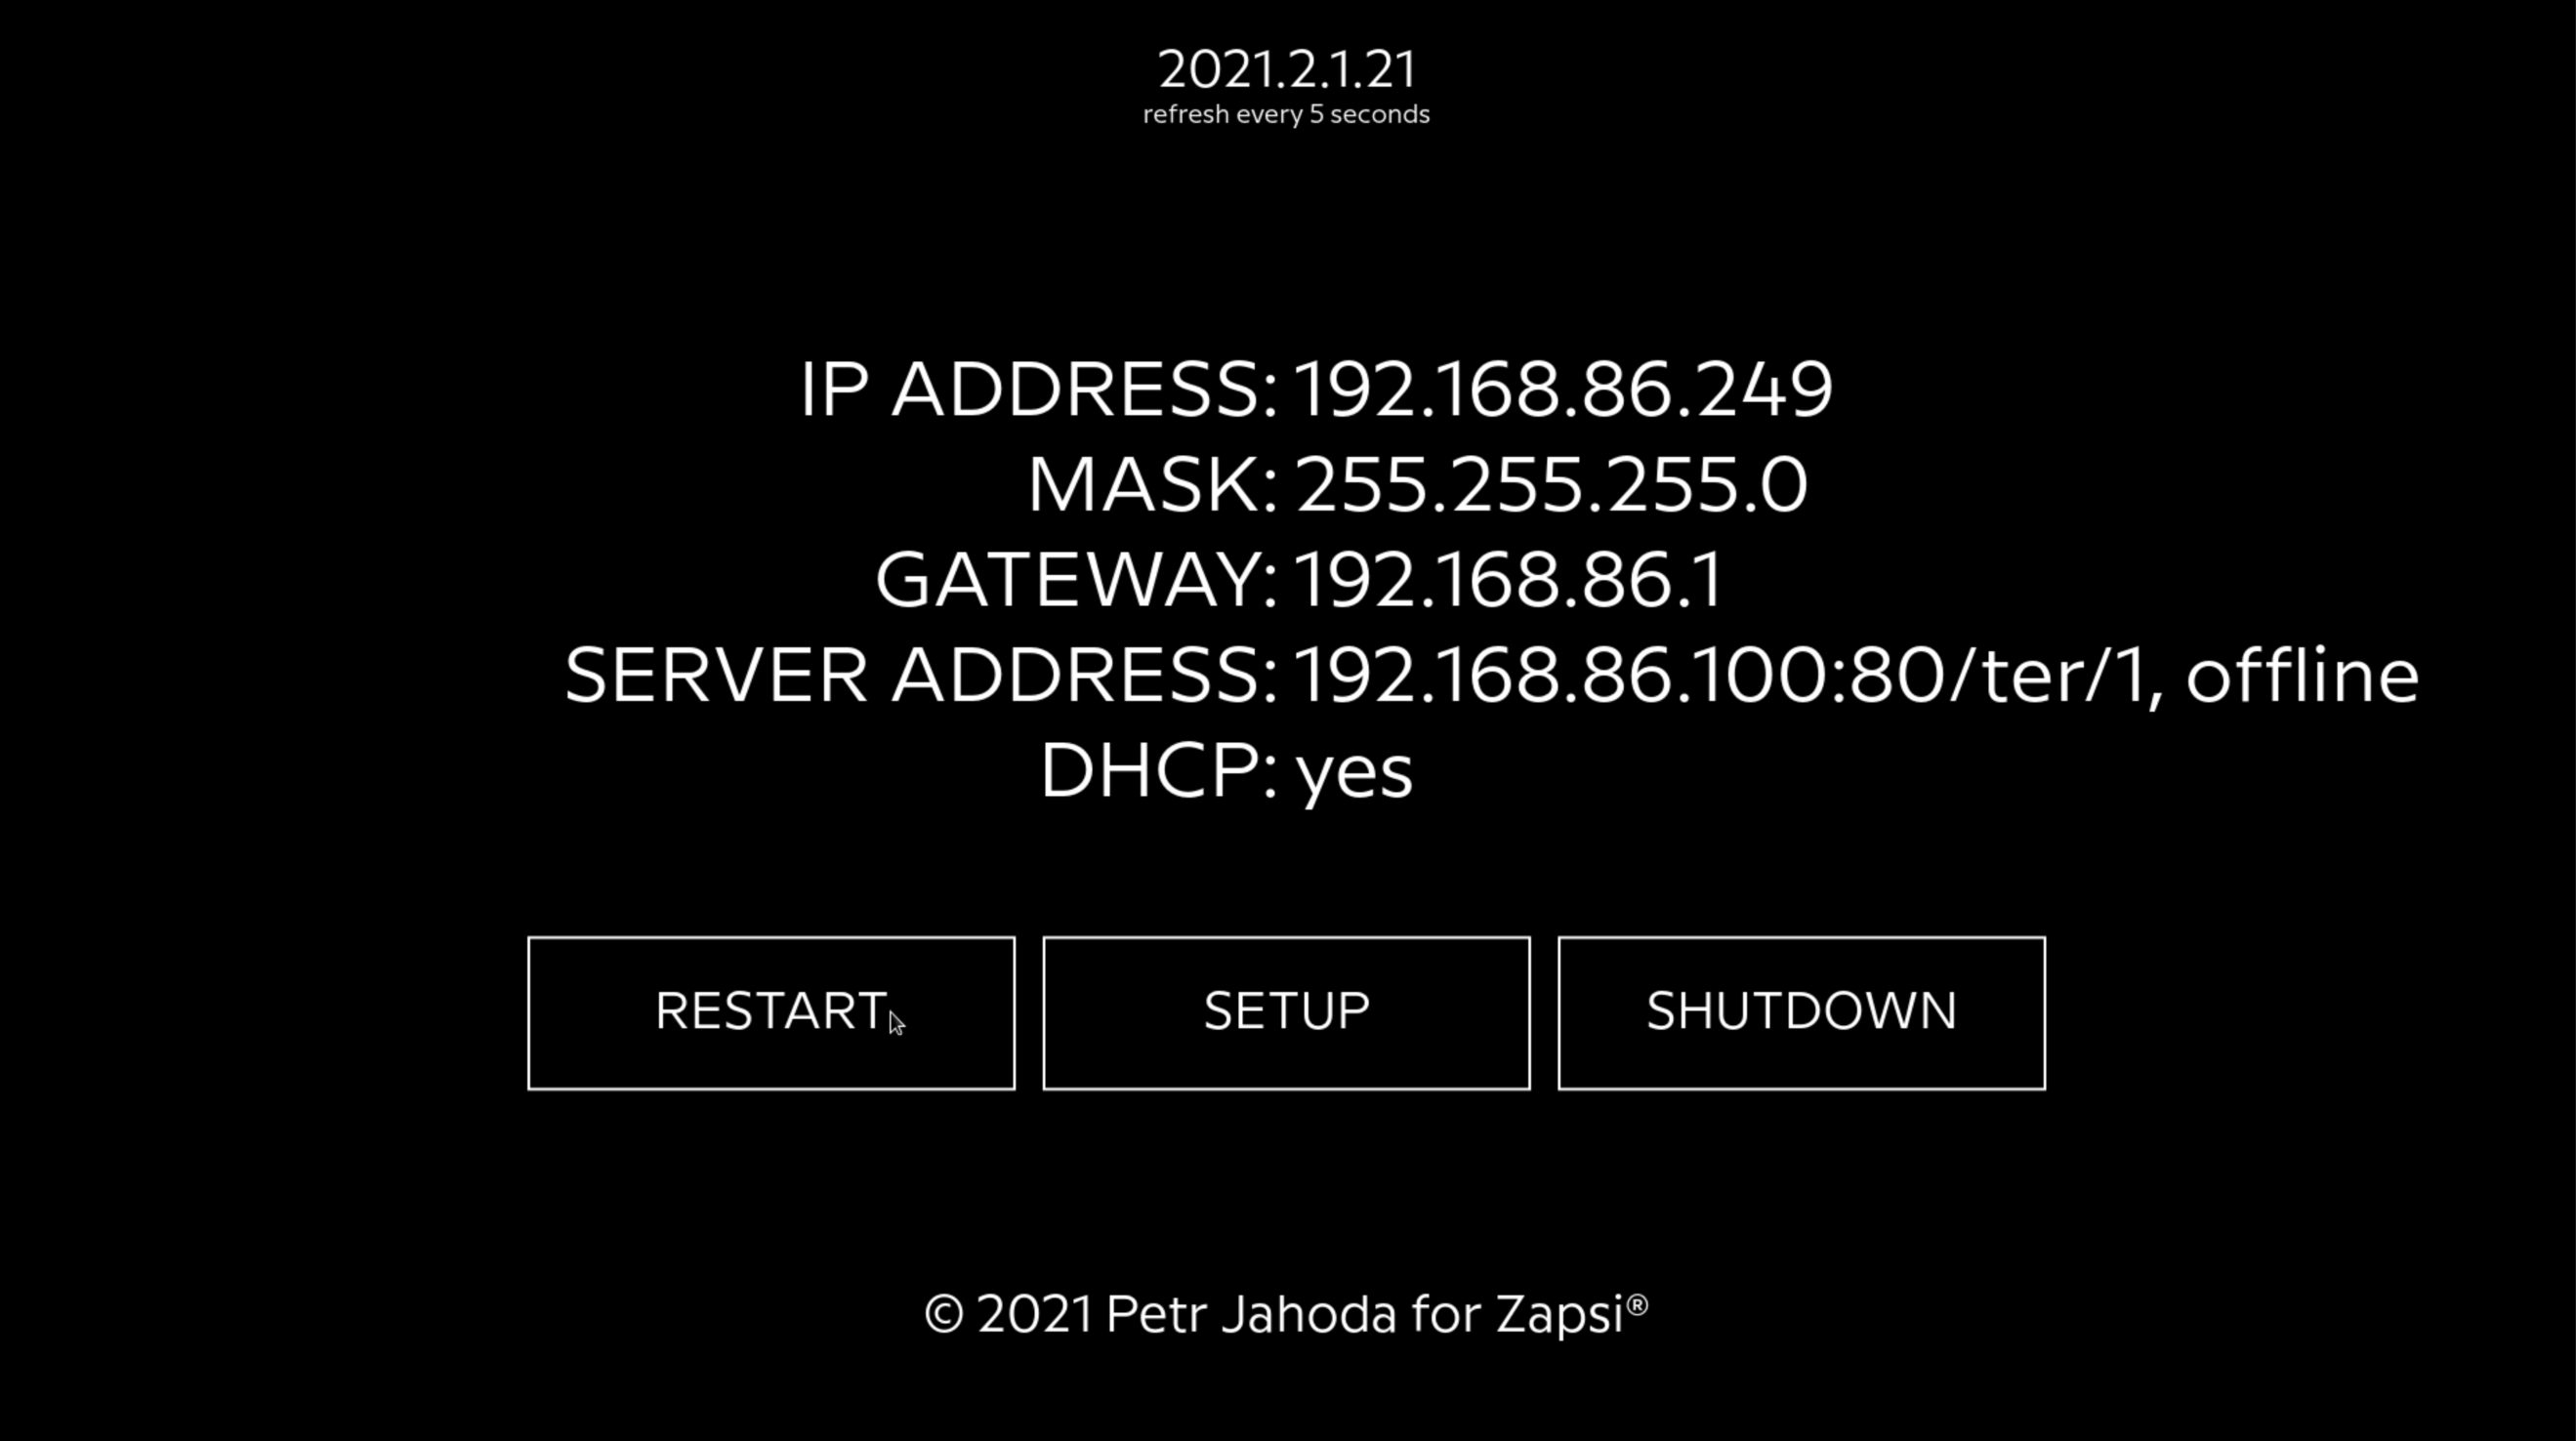 2021.2.1.21
refresh every 5 seconds
IP ADDRESS: 192.168.86.249
MASK: 255.255.255.0
GATEWAY: 192.168.86.1
SERVER ADDRESS: 192.168.86.100:80/ter/1, offline
DHCP: yes
RESTART
SETUP
SHUTDOWN
© 2021 Petr Jahoda for Zapsi®